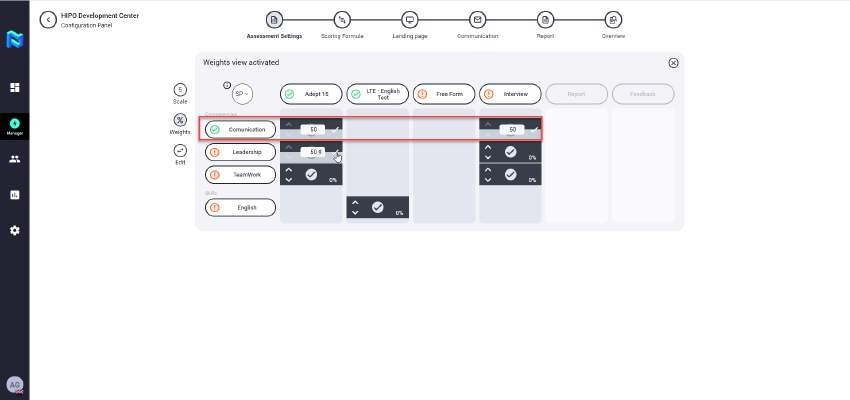 HIPO Development Center
Configuration Panel
Assessment Settings
Scoring Formula
Landing page
Communication
Report
Overview
Weights view activated
5
Scale
SP
Adept 15
LTE - English
Test
Free Form
Interview
Report
Feedback
Manager
Weights
Comunication
50
50
Leadership
50
0%
Edit
TeamWork
0%
0%
Skills
English
0%
AG